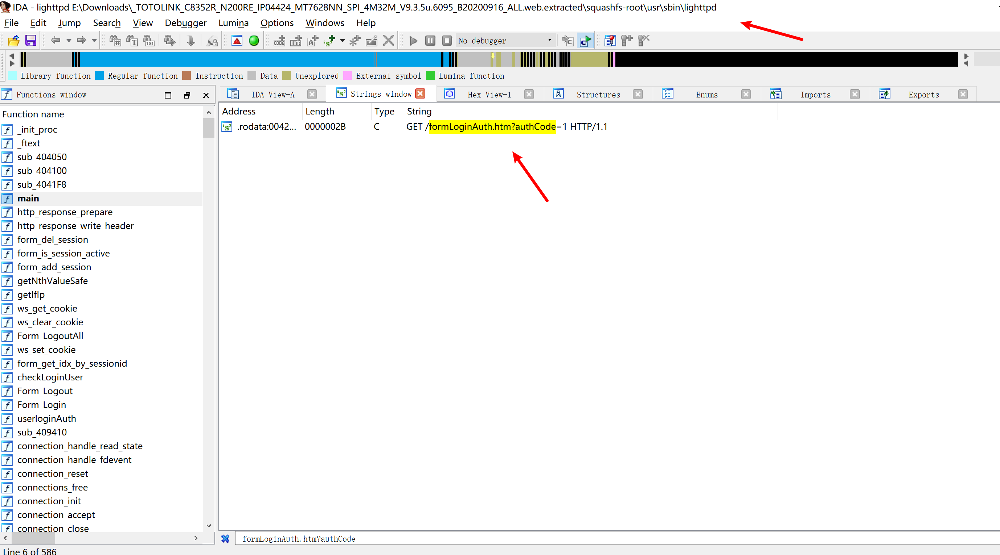 IDA - lighttpd E:\Downloads\_TOTOLINK_C8352R_N200RE_IP04424_MT7628NN_SPI_4M32M_V9.3.5u.6095_B20200916_ALL.web.extracted\squashfs-root\usr\sbin\lighttpd
File Edit Jump Search View Debugger Lumina Options Windows Help
No debugger
Library function Regular function Instruction Data Unexplored External symbol Lumina function
Functions window
IDA View-A Strings window Hex View-1 Structures Enums Imports Exports
Function name
_init_proc
_ftext
sub_404050
sub_404100
sub_4041F8
main
http_response_prepare
http_response_write_header
form_del_session
form_is_session_active
form_add_session
getNthValueSafe
getIfIp
ws_get_cookie
ws_clear_cookie
Form_LogoutAll
ws_set_cookie
form_get_idx_by_sessionid
checkLoginUser
Form_Logout
Form_Login
userloginAuth
sub_409410
connection_handle_read_state
connection_handle_fdevent
connection_reset
connections_free
connection_init
connection_accept
connection_close
Line 6 of 586
Address Length Type String
.rodata:0042... 0000002B C GET /formLoginAuth.htm?authCode=1 HTTP/1.1
formLoginAuth.htm?authCode